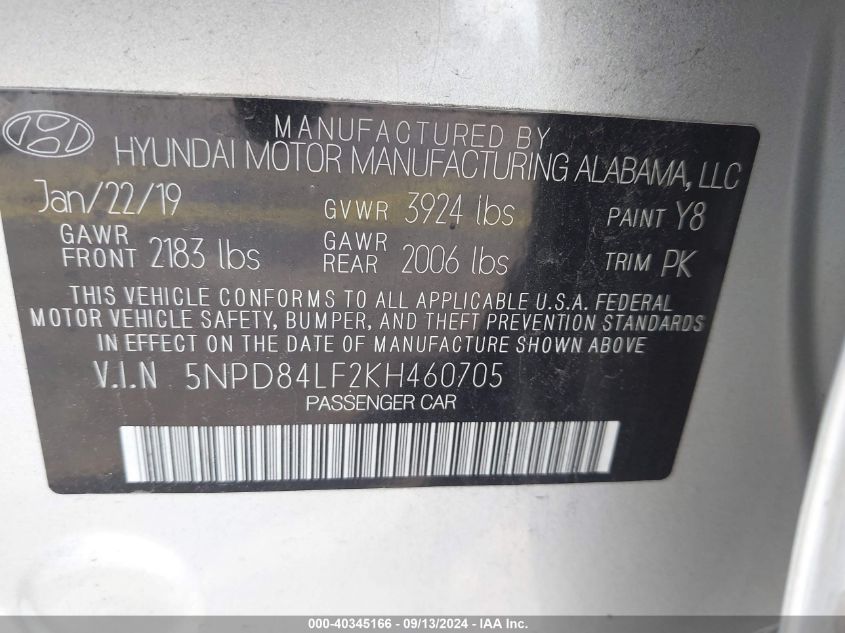 MANUFACTURED BY
HYUNDAI MOTOR MANUFACTURING ALABAMA, LLC
Jan/22/19 GVWR 3924 lbs PAINT Y8
GAWR FRONT 2183 lbs GAWR REAR 2006 lbs TRIM PK
THIS VEHICLE CONFORMS TO ALL APPLICABLE U.S.A. FEDERAL
MOTOR VEHICLE SAFETY, BUMPER, AND THEFT PREVENTION STANDARDS
IN EFFECT ON THE DATE OF MANUFACTURE SHOWN ABOVE
V.I.N 5NPD84LF2KH460705
PASSENGER CAR
000-40345166 - 09/13/2024 - IAA Inc.